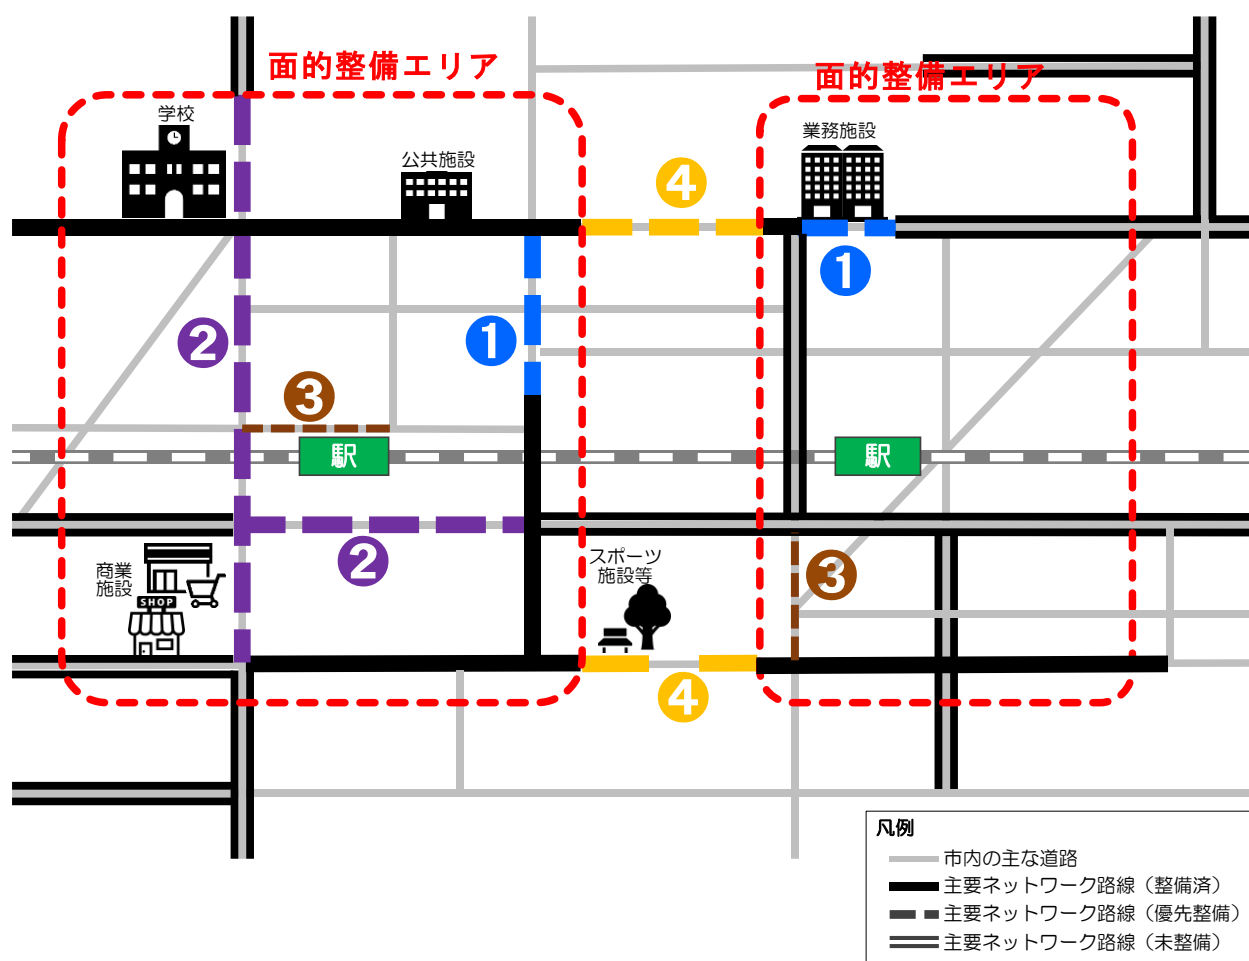 面的整備エリア
面的整備エリア
学校
公共施設
業務施設
4
1
2
1
3
駅
駅
2
商業
施設
SHOP
スポーツ
施設等
3
4
凡例
市内の主な道路
主要ネットワーク路線（整備済）
主要ネットワーク路線（優先整備）
主要ネットワーク路線（未整備）